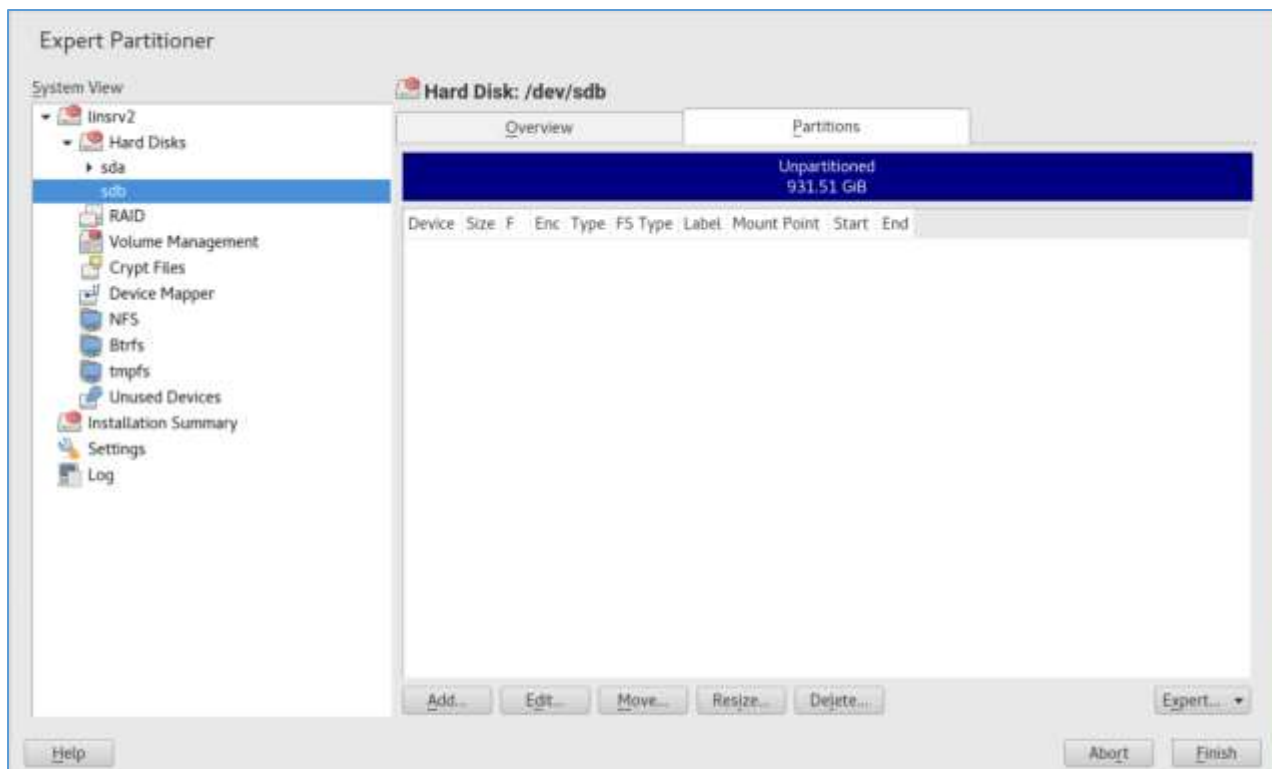 Expert Partitioner
System View
linsrv2
Hard Disks
sda
sdb
RAID
Volume Management
Crypt Files
Device Mapper
NFS
Btrfs
tmpfs
Unused Devices
Installation Summary
Settings
Log
Hard Disk: /dev/sdb
Overview Partitions
Unpartitioned
931.51 GiB
Device Size F Enc Type FS Type Label Mount Point Start End
Add... Edit... Move... Resize... Delete... Expert...
Help Abort Finish